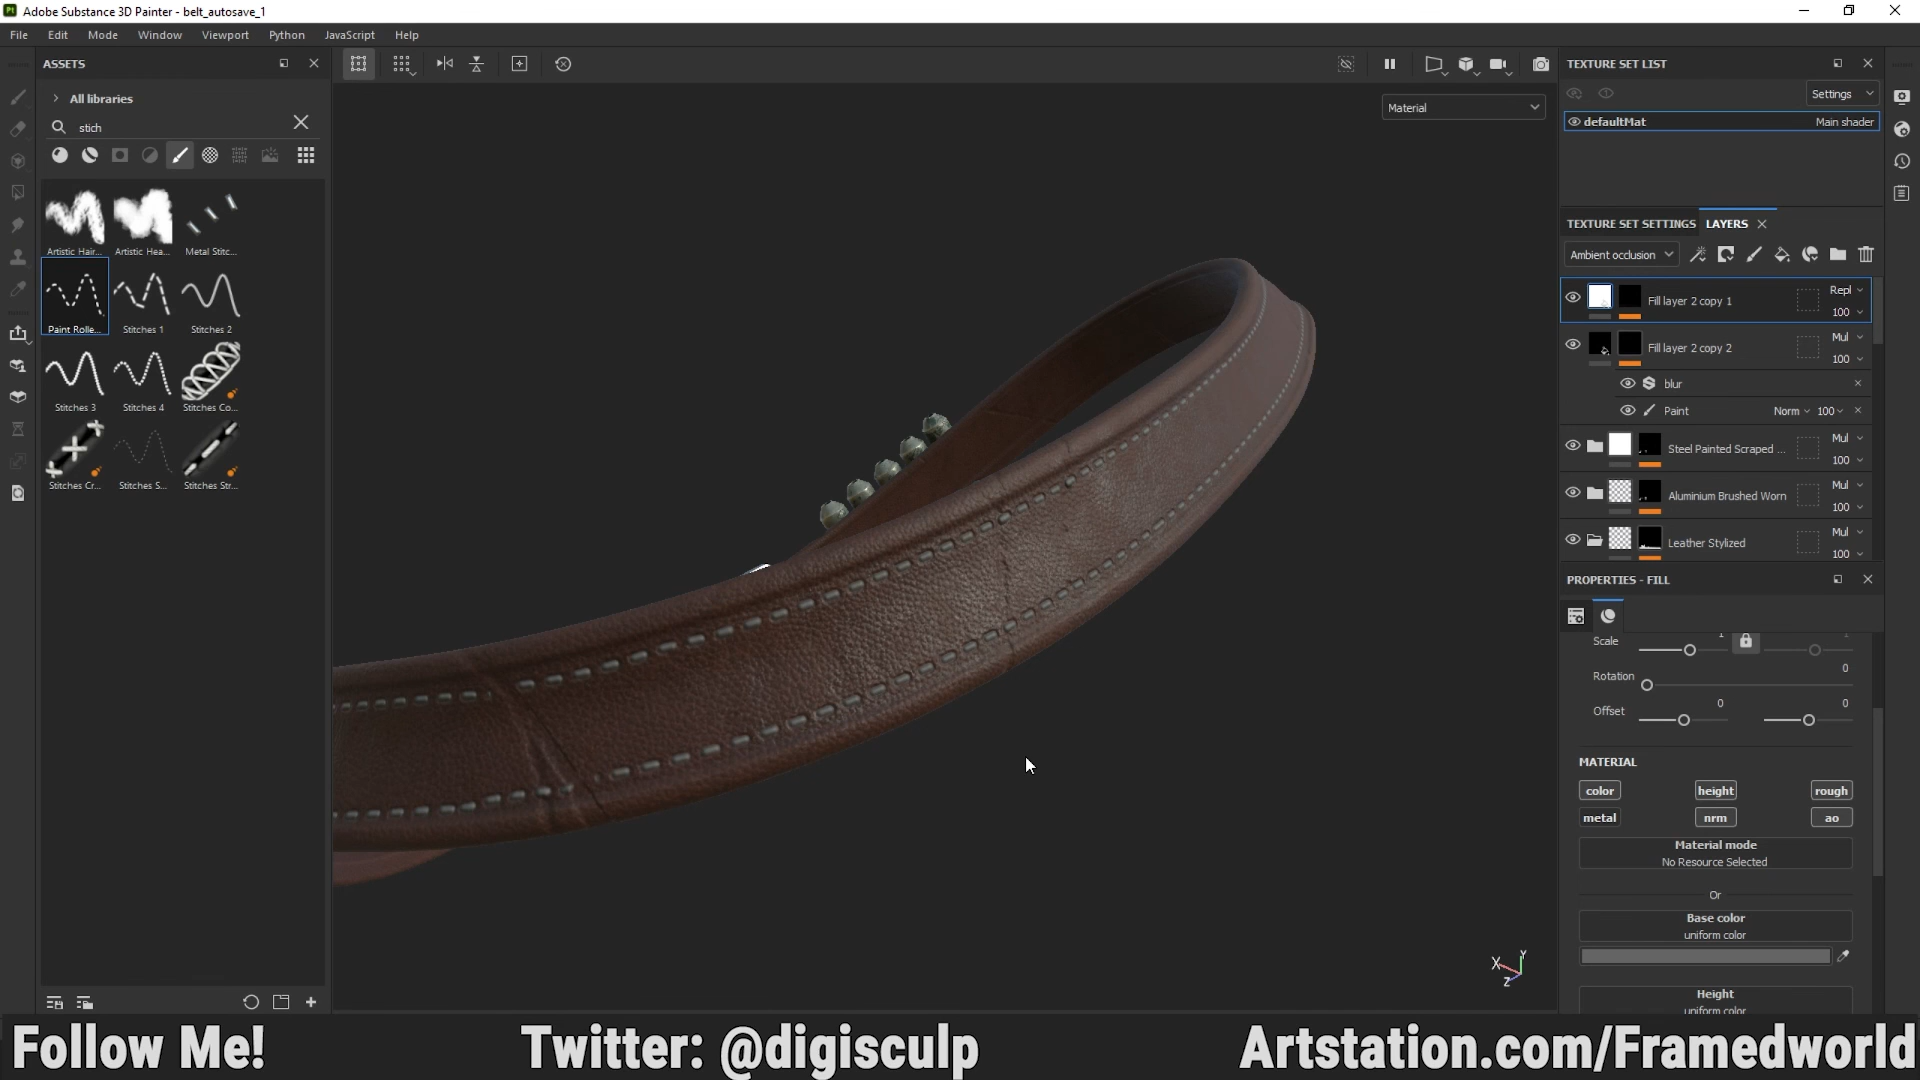 Adobe Substance 3D Painter - belt_autosave_1
File Edit Mode Window Viewport Python JavaScript Help
ASSETS
All libraries
stich
Artistic Hair... Artistic Hea... Metal Stitc...
Paint Rolle... Stitches 1 Stitches 2
Stitches 3 Stitches 4 Stitches Co...
Stitches Cr... Stitches S... Stitches Str...
Material
TEXTURE SET LIST
Settings
defaultMat Main shader
TEXTURE SET SETTINGS LAYERS
Ambient occlusion
Fill layer 2 copy 1 Repl
100
Fill layer 2 copy 2 Mul
100
blur
Paint Norm 100
Steel Painted Scraped ... Mul
100
Aluminium Brushed Worn Mul
100
Leather Stylized Mul
100
PROPERTIES - FILL
Scale 1
Rotation 0
Offset 0 0
MATERIAL
color height rough
metal nrm ao
Material mode
No Resource Selected
Or
Base color
uniform color
Height
uniform color
X Y Z
Follow Me! Twitter: @digisculp Artstation.com/Framedworld